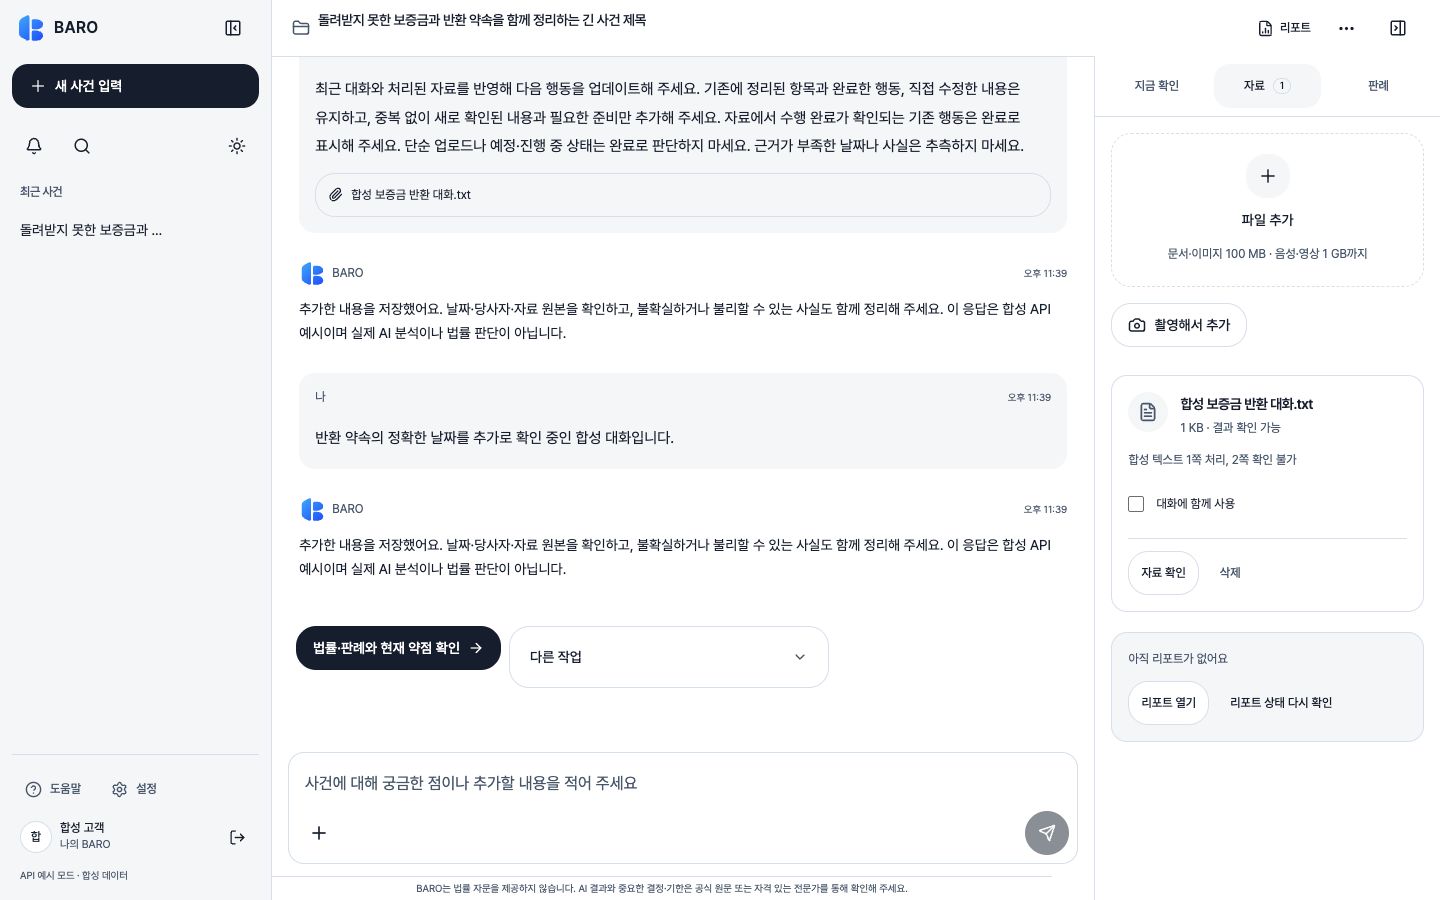 BARO
새 사건 입력
최근 사건
돌려받지 못한 보증금과 ...
도움말
설정
합
합성 고객
나의 BARO
API 예시 모드 · 합성 데이터
돌려받지 못한 보증금과 반환 약속을 함께 정리하는 긴 사건 제목
리포트
최근 대화와 처리된 자료를 반영해 다음 행동을 업데이트해 주세요. 기존에 정리된 항목과 완료한 행동, 직접 수정한 내용은
유지하고, 중복 없이 새로 확인된 내용과 필요한 준비만 추가해 주세요. 자료에서 수행 완료가 확인되는 기존 행동은 완료로
표시해 주세요. 단순 업로드나 예정·진행 중 상태는 완료로 판단하지 마세요. 근거가 부족한 날짜나 사실은 추측하지 마세요.
합성 보증금 반환 대화.txt
BARO
오후 11:39
추가한 내용을 저장했어요. 날짜·당사자·자료 원본을 확인하고, 불확실하거나 불리할 수 있는 사실도 함께 정리해 주세요. 이 응답은 합성 API
예시이며 실제 AI 분석이나 법률 판단이 아닙니다.
나
오후 11:39
반환 약속의 정확한 날짜를 추가로 확인 중인 합성 대화입니다.
BARO
오후 11:39
추가한 내용을 저장했어요. 날짜·당사자·자료 원본을 확인하고, 불확실하거나 불리할 수 있는 사실도 함께 정리해 주세요. 이 응답은 합성 API
예시이며 실제 AI 분석이나 법률 판단이 아닙니다.
법률·판례와 현재 약점 확인
다른 작업
사건에 대해 궁금한 점이나 추가할 내용을 적어 주세요
BARO는 법률 자문을 제공하지 않습니다. AI 결과와 중요한 결정·기한은 공식 원문 또는 자격 있는 전문가를 통해 확인해 주세요.
지금 확인
자료 1
판례
파일 추가
문서·이미지 100 MB · 음성·영상 1 GB까지
촬영해서 추가
합성 보증금 반환 대화.txt
1 KB · 결과 확인 가능
합성 텍스트 1쪽 처리, 2쪽 확인 불가
대화에 함께 사용
자료 확인
삭제
아직 리포트가 없어요
리포트 열기
리포트 상태 다시 확인